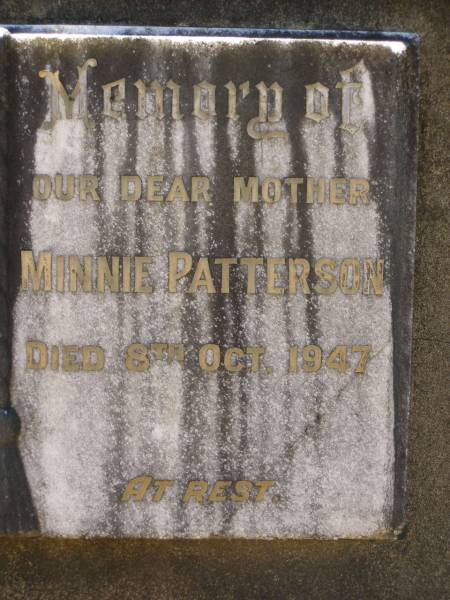 Memory of
OUR DEAR MOTHER
MINNIE PATTERSON
DIED 8TH OCT. 1947
AT REST.